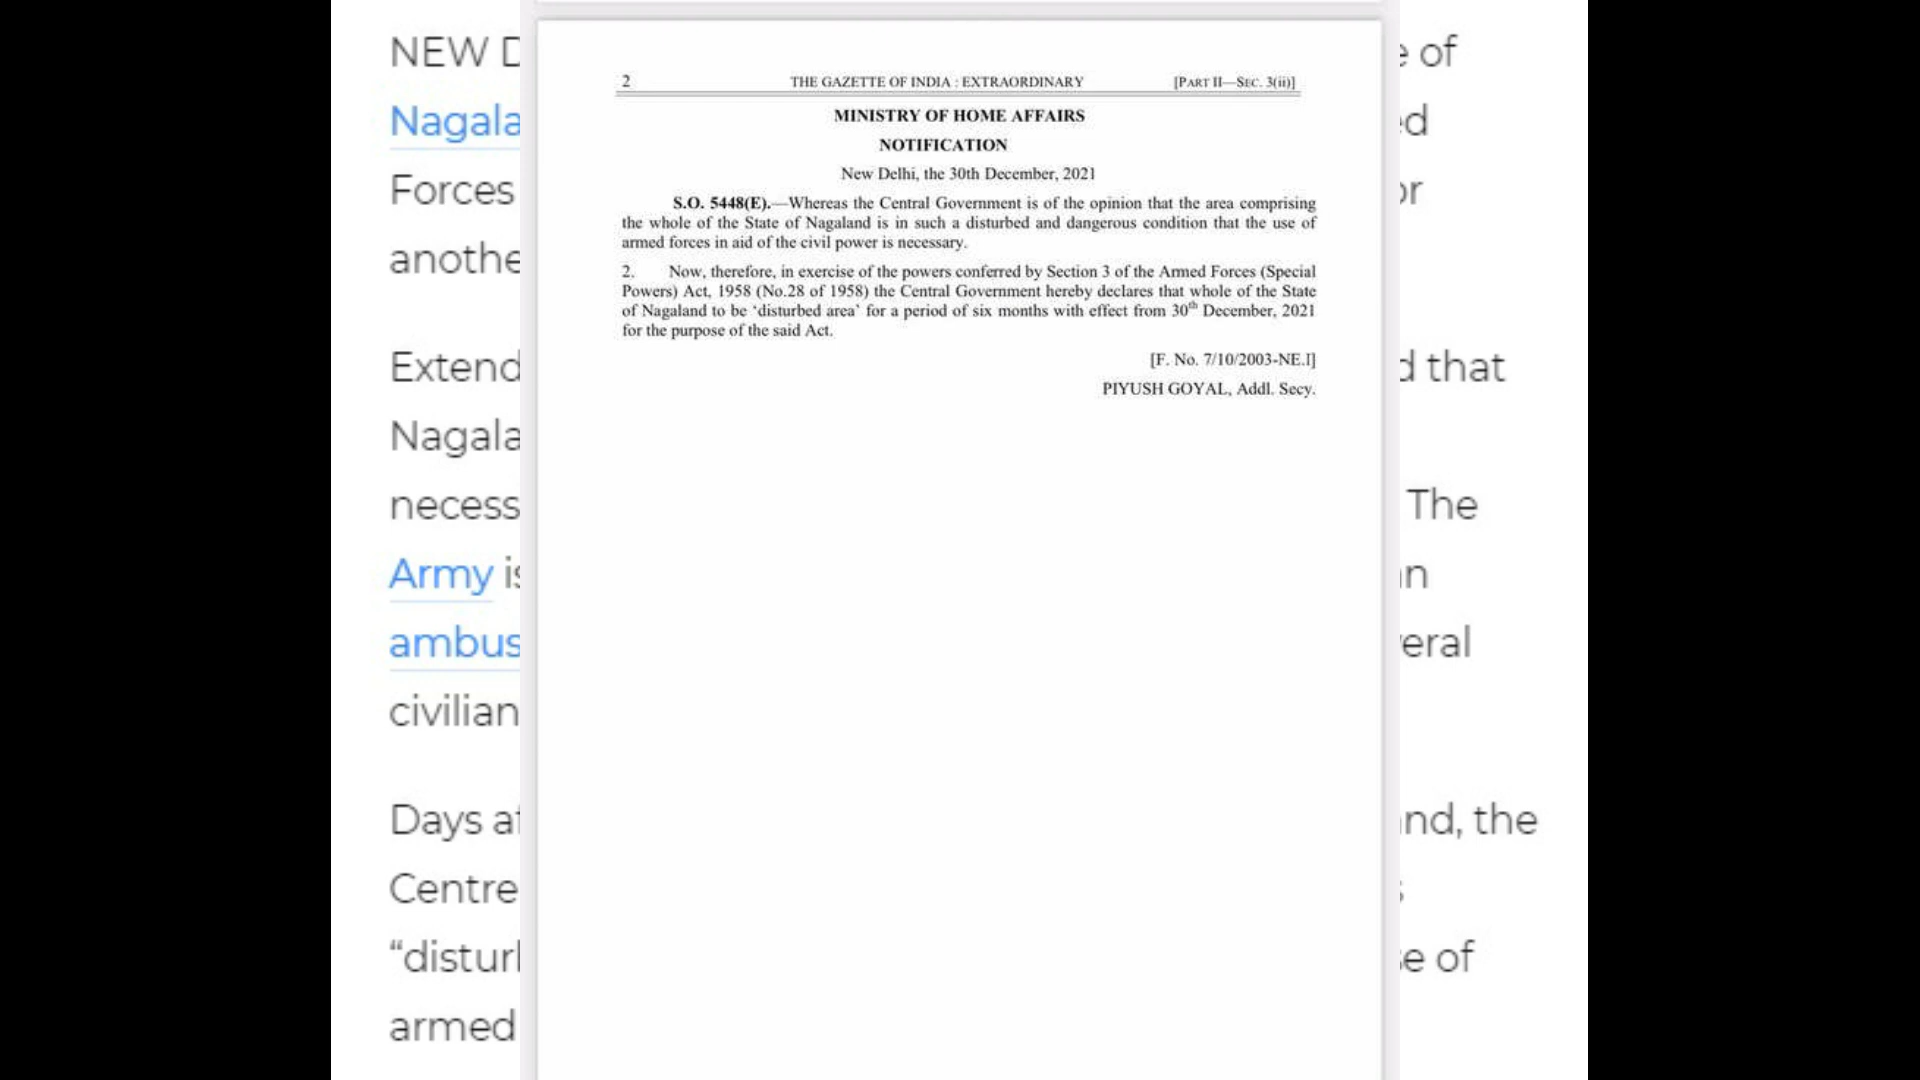 NEW
e of
Nagala
ed
Forces
or
anothe
Extend
d that
Nagala
necess
The
Army is
an
ambus
veral
civilian
Days af
and, the
Centre
s
“disturb
se of
armed
2 THE GAZETTE OF INDIA : EXTRAORDINARY [PART II—SEC. 3(ii)]
MINISTRY OF HOME AFFAIRS
NOTIFICATION
New Delhi, the 30th December, 2021
S.O. 5448(E).—Whereas the Central Government is of the opinion that the area comprising
the whole of the State of Nagaland is in such a disturbed and dangerous condition that the use of
armed forces in aid of the civil power is necessary.
2. Now, therefore, in exercise of the powers conferred by Section 3 of the Armed Forces (Special
Powers) Act, 1958 (No.28 of 1958) the Central Government hereby declares that whole of the State
of Nagaland to be ‘disturbed area’ for a period of six months with effect from 30th December, 2021
for the purpose of the said Act.
[F. No. 7/10/2003-NE.I]
PIYUSH GOYAL, Addl. Secy.